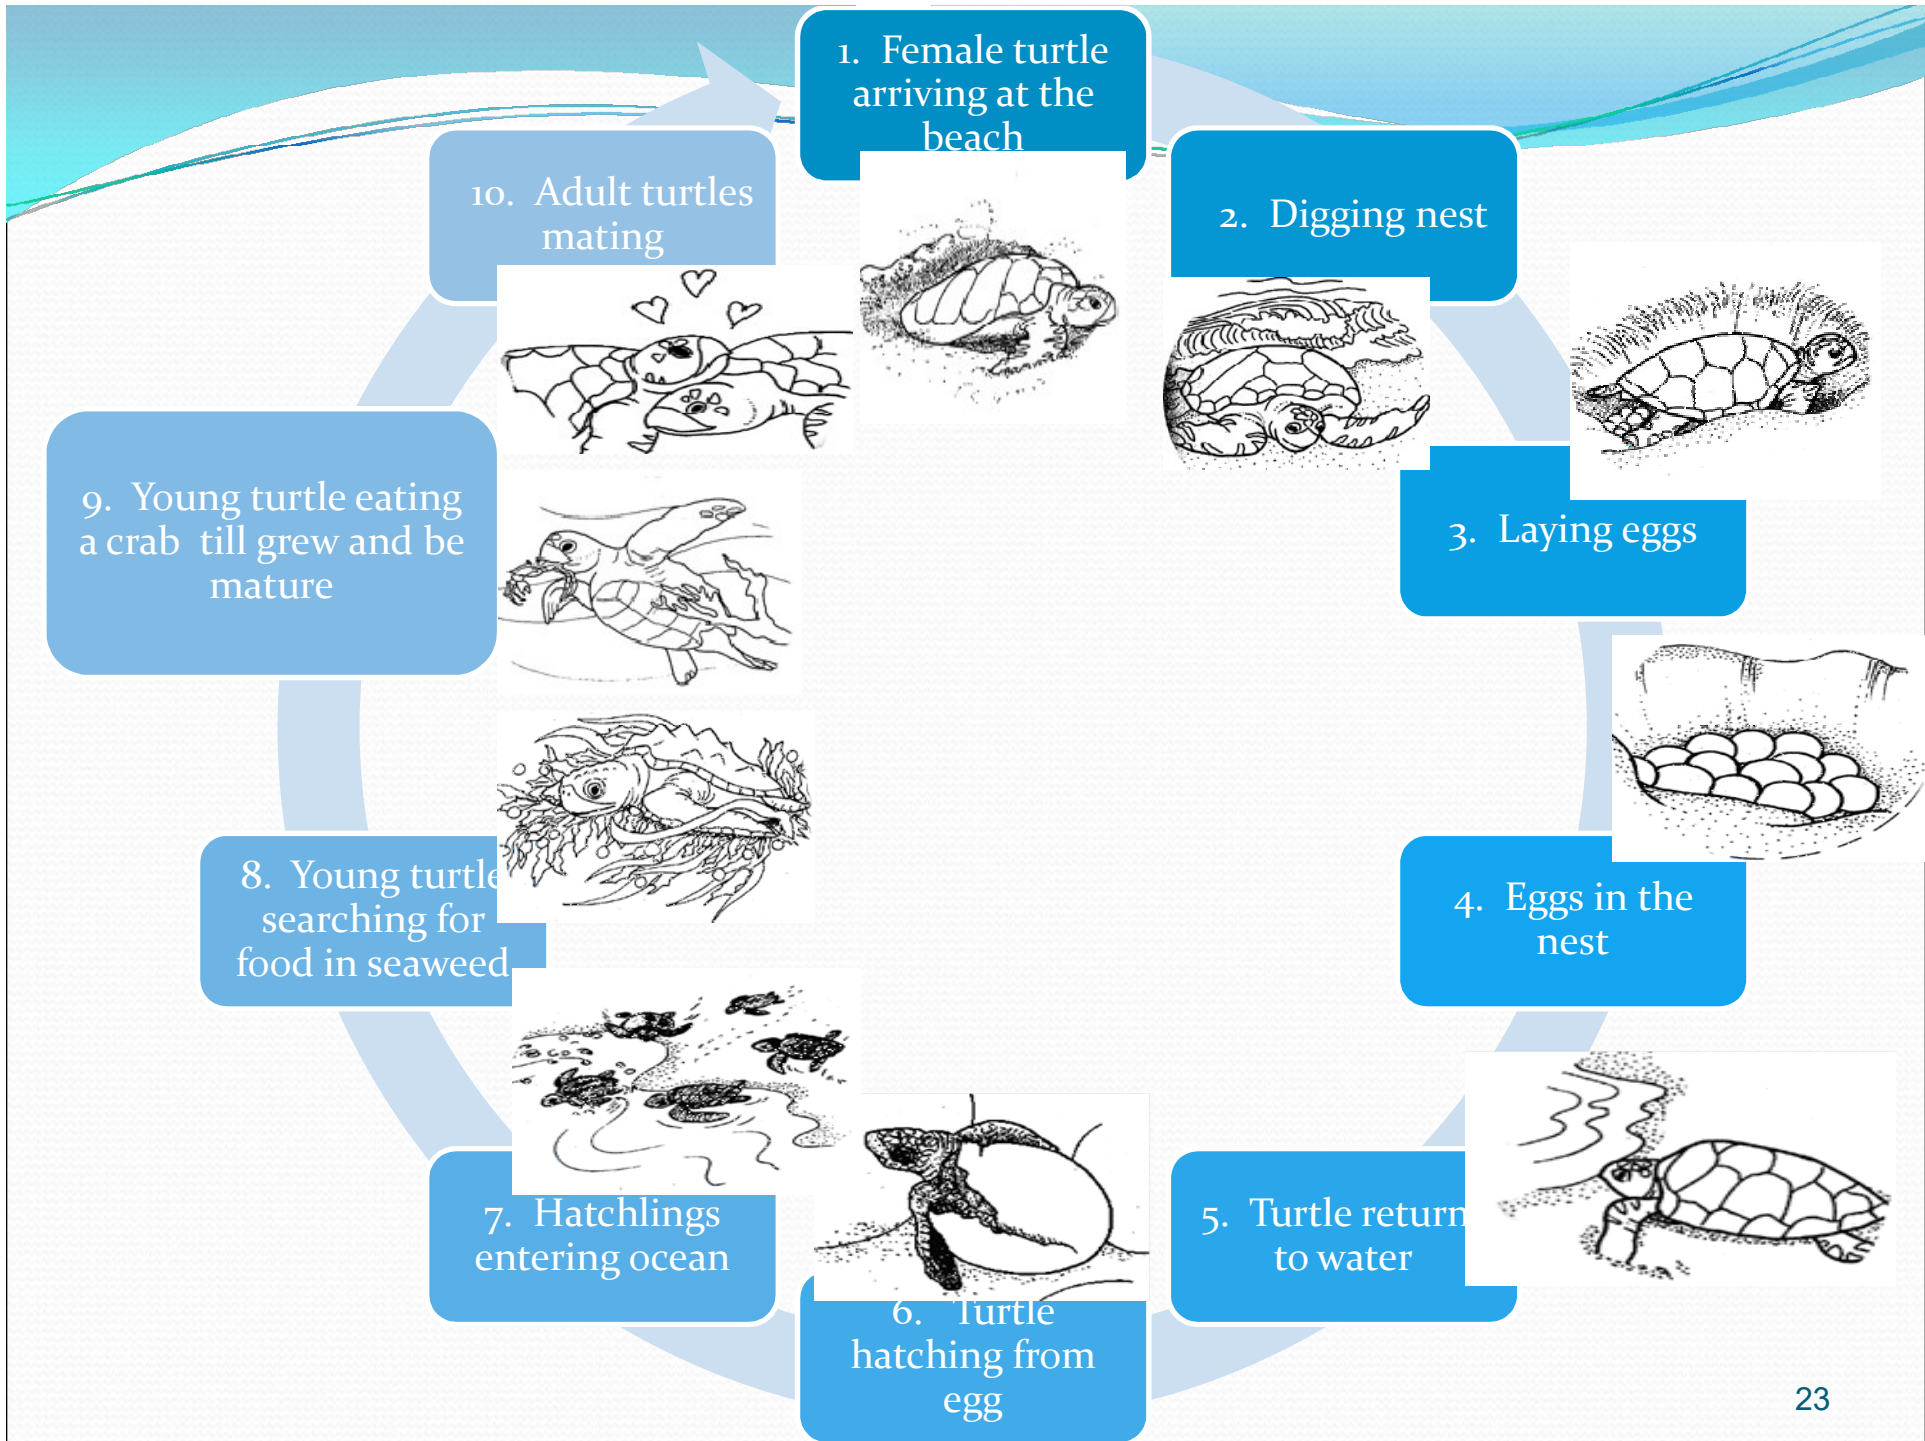 1. Female turtle
arriving at the
beach
2. Digging nest
3. Laying eggs
4. Eggs in the
nest
5. Turtle return
to water
6. Turtle
hatching from
egg
7. Hatchlings
entering ocean
8. Young turtle
searching for
food in seaweed
9. Young turtle eating
a crab till grew and be
mature
10. Adult turtles
mating
23